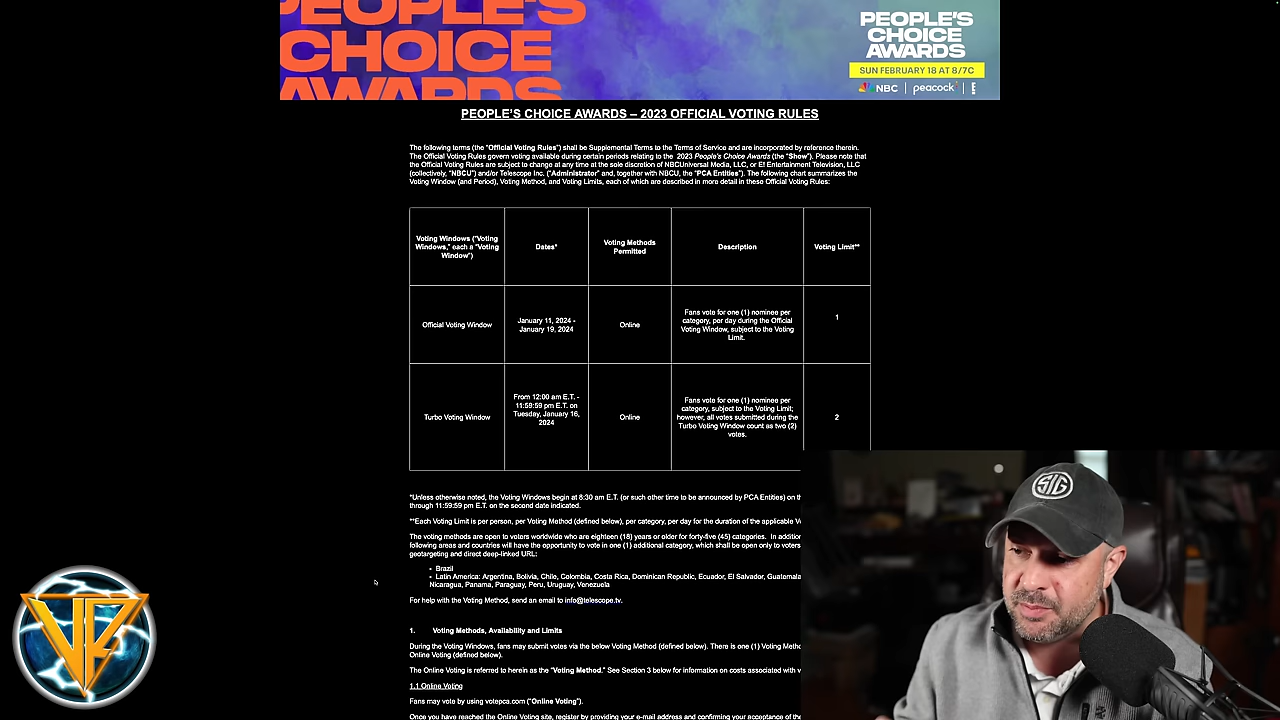 PEOPLE'S
CHOICE
AWARDS
PEOPLE'S
CHOICE
AWARDS
SUN FEBRUARY 18 AT 8/7C
NBC | peacock | E
PEOPLE'S CHOICE AWARDS – 2023 OFFICIAL VOTING RULES
The following terms (the "Official Voting Rules") shall be Supplemental Terms to the Terms of Service and are incorporated by reference therein.
The Official Voting Rules govern voting available during certain periods relating to the 2023 People's Choice Awards (the "Show"). Please note that
the Official Voting Rules are subject to change at any time at the sole discretion of NBCUniversal Media, LLC, or E! Entertainment Television, LLC
(collectively, "NBCU") and/or Telescope Inc. ("Administrator" and, together with NBCU, the "PCA Entities"). The following chart summarizes the
Voting Window (and Period), Voting Method, and Voting Limits, each of which are described in more detail in these Official Voting Rules:
Voting Windows ("Voting
Windows," each a "Voting
Window")
Dates*
Voting Methods
Permitted
Description
Voting Limit**
Official Voting Window
January 11, 2024 -
January 19, 2024
Online
Fans vote for one (1) nominee per
category, per day during the Official
Voting Window, subject to the Voting
Limit.
1
Turbo Voting Window
From 12:00 am E.T. -
11:59:59 pm E.T. on
Tuesday, January 16,
2024
Online
Fans vote for one (1) nominee per
category, subject to the Voting Limit;
however, all votes submitted during the
Turbo Voting Window count as two (2)
votes.
2
*Unless otherwise noted, the Voting Windows begin at 8:30 am E.T. (or such other time to be announced by PCA Entities) on th
through 11:59:59 pm E.T. on the second date indicated.
**Each Voting Limit is per person, per Voting Method (defined below), per category, per day for the duration of the applicable Vo
The voting methods are open to voters worldwide who are eighteen (18) years or older for forty-five (45) categories. In addition
following areas and countries will have the opportunity to vote in one (1) additional category, which shall be open only to voters
geotargeting and direct deep-linked URL:
- Brazil
- Latin America: Argentina, Bolivia, Chile, Colombia, Costa Rica, Dominican Republic, Ecuador, El Salvador, Guatemala
Nicaragua, Panama, Paraguay, Peru, Uruguay, Venezuela
For help with the Voting Method, send an email to info@telescope.tv.
1. Voting Methods, Availability and Limits
During the Voting Windows, fans may submit votes via the below Voting Method (defined below). There is one (1) Voting Metho
Online Voting (defined below).
The Online Voting is referred to herein as the "Voting Method." See Section 3 below for information on costs associated with v
1.1 Online Voting
Fans may vote by using votepca.com ("Online Voting").
Once you have reached the Online Voting site, register by providing your e-mail address and confirming your acceptance of the
SIG